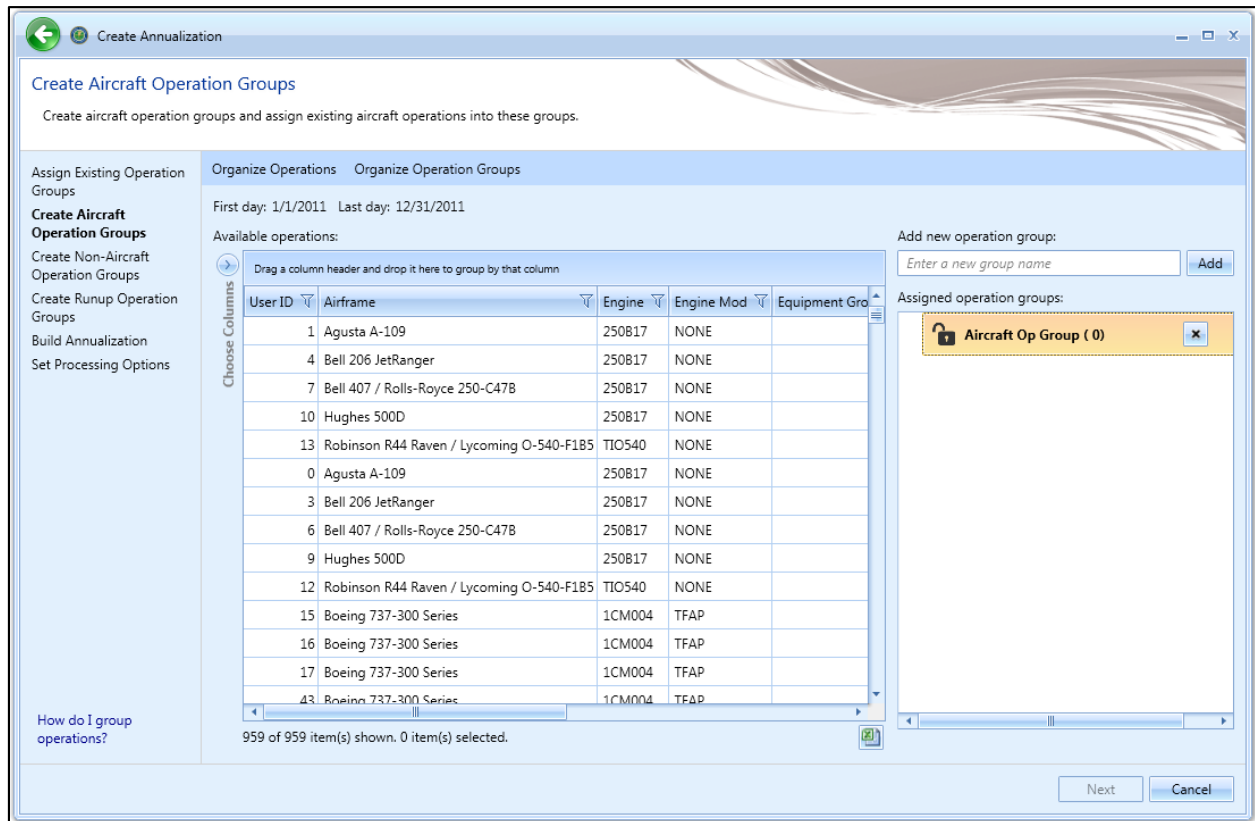 Create Annualization
Create Aircraft Operation Groups
Create aircraft operation groups and assign existing aircraft operations into these groups.
Assign Existing Operation
Groups
Create Aircraft
Operation Groups
Create Non-Aircraft
Operation Groups
Create Runup Operation
Groups
Build Annualization
Set Processing Options
How do I group
operations?
Organize Operations Organize Operation Groups
First day: 1/1/2011 Last day: 12/31/2011
Available operations:
Choose Columns
Drag a column header and drop it here to group by that column
User ID Airframe Engine Engine Mod Equipment Gro
1 Agusta A-109 250B17 NONE
4 Bell 206 JetRanger 250B17 NONE
7 Bell 407 / Rolls-Royce 250-C47B 250B17 NONE
10 Hughes 500D 250B17 NONE
13 Robinson R44 Raven / Lycoming O-540-F1B5 TIO540 NONE
0 Agusta A-109 250B17 NONE
3 Bell 206 JetRanger 250B17 NONE
6 Bell 407 / Rolls-Royce 250-C47B 250B17 NONE
9 Hughes 500D 250B17 NONE
12 Robinson R44 Raven / Lycoming O-540-F1B5 TIO540 NONE
15 Boeing 737-300 Series 1CM004 TFAP
16 Boeing 737-300 Series 1CM004 TFAP
17 Boeing 737-300 Series 1CM004 TFAP
43 Boeing 737-300 Series 1CM004 TFAP
959 of 959 item(s) shown. 0 item(s) selected.
Add new operation group:
Enter a new group name Add
Assigned operation groups:
Aircraft Op Group ( 0)
Next Cancel